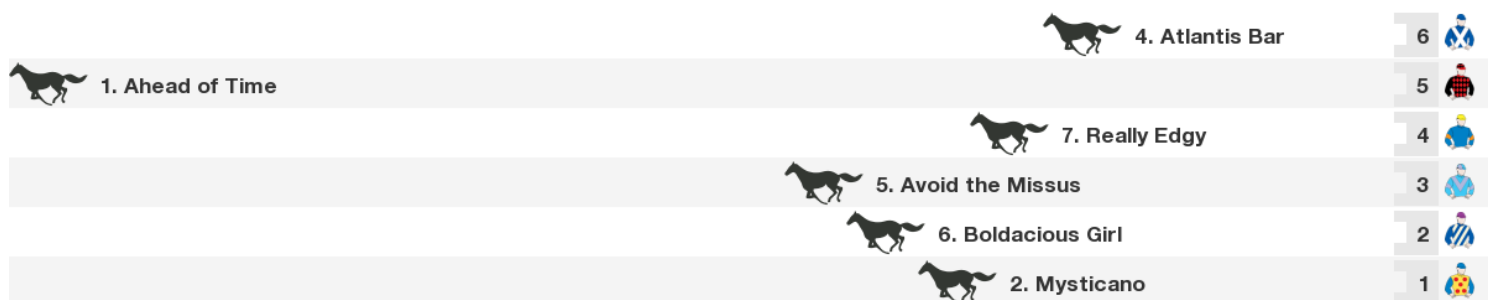 4. Atlantis Bar 6
1. Ahead of Time 5
7. Really Edgy 4
5. Avoid the Missus 3
6. Boldacious Girl 2
2. Mysticano 1